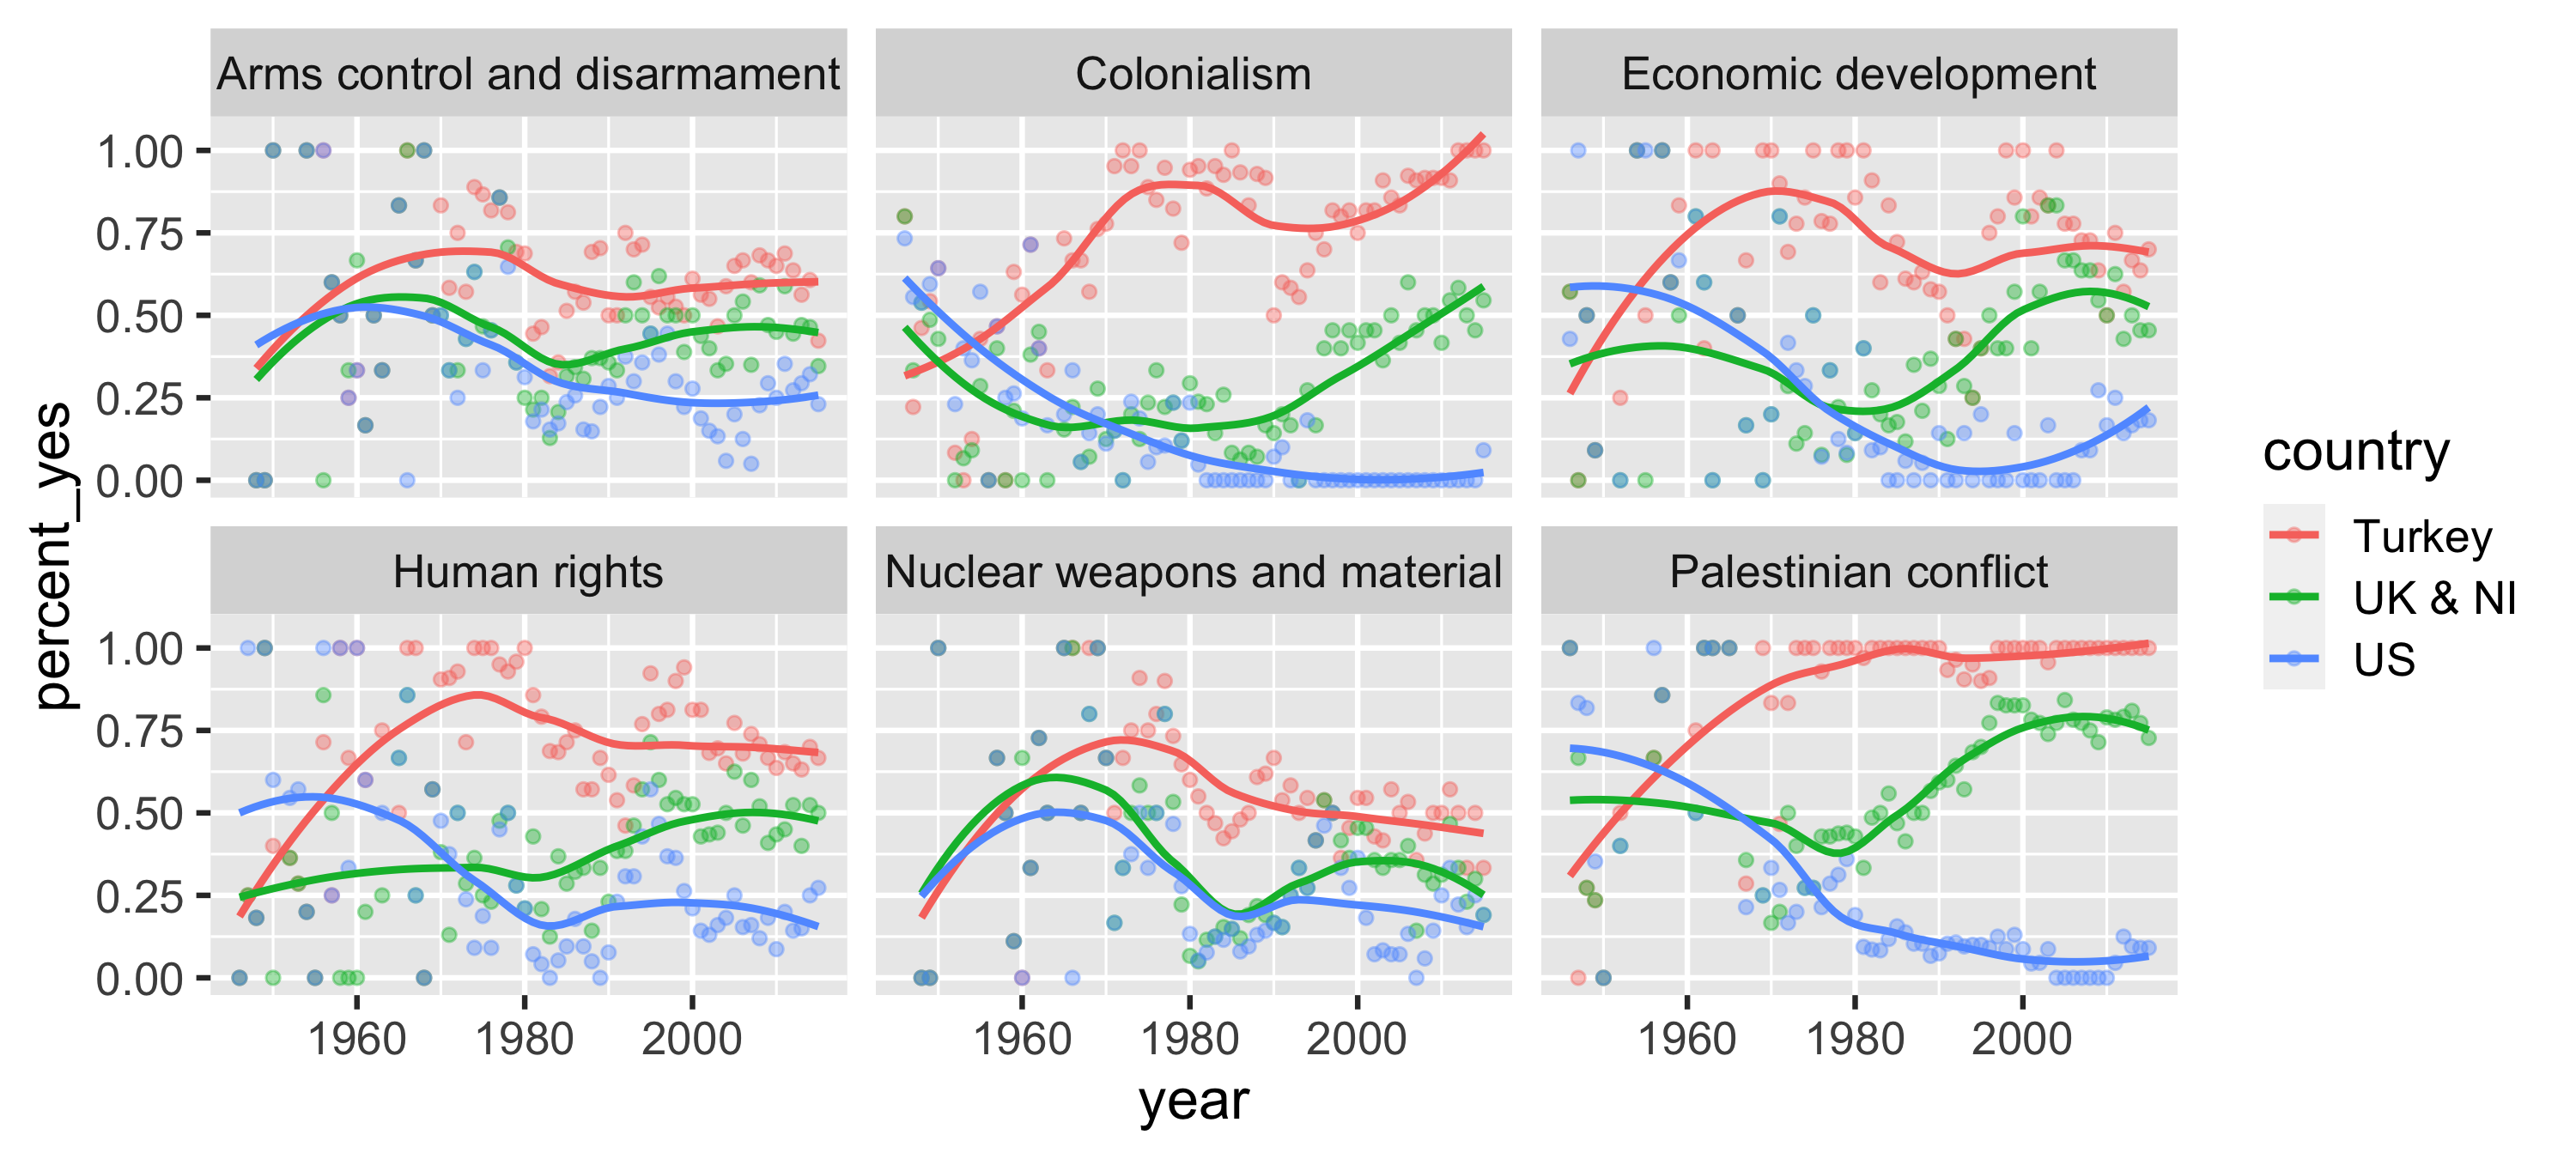 Arms control and disarmament
Colonialism
Economic development
1.00
0.75
0.50
0.25
0.00
Human rights
Nuclear weapons and material
Palestinian conflict
1.00
0.75
0.50
0.25
0.00
1960 1980 2000
1960 1980 2000
1960 1980 2000
percent_yes
year
country
Turkey
UK & NI
US